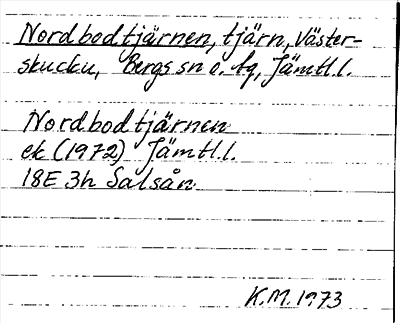 Nordbodtjärnen, tjärn, Väster-
skucku, Bergs sn o. tg, Jämtl.l.
Nordbodtjärnen
ek (1972) Jämtl.l.
18E 3h Salsån
K.M. 1973